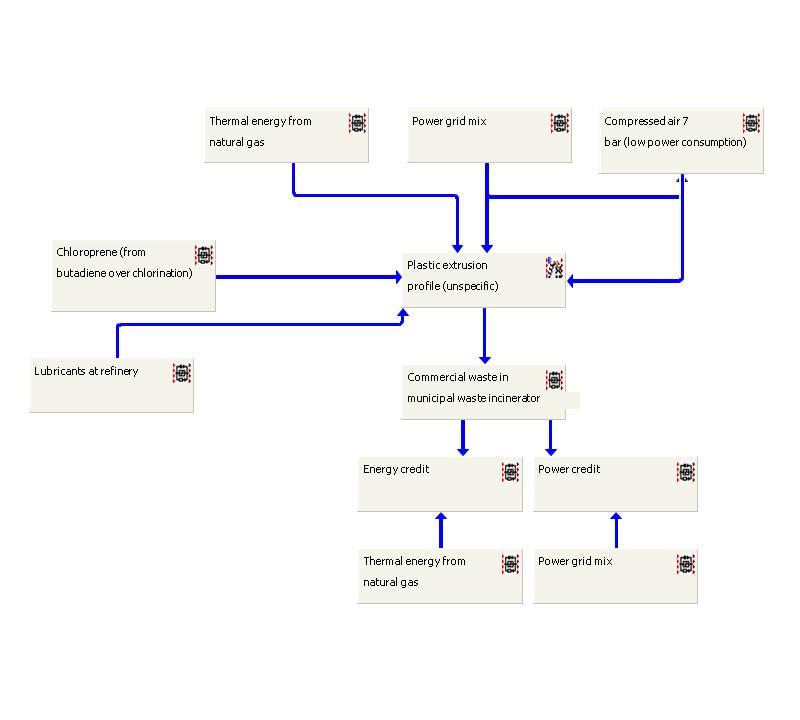 Thermal energy from
natural gas
Power grid mix
Compressed air 7
bar (low power consumption)
Chloroprene (from
butadiene over chlorination)
Plastic extrusion
profile (unspecific)
Lubricants at refinery
Commercial waste in
municipal waste incinerator
Energy credit
Power credit
Thermal energy from
natural gas
Power grid mix